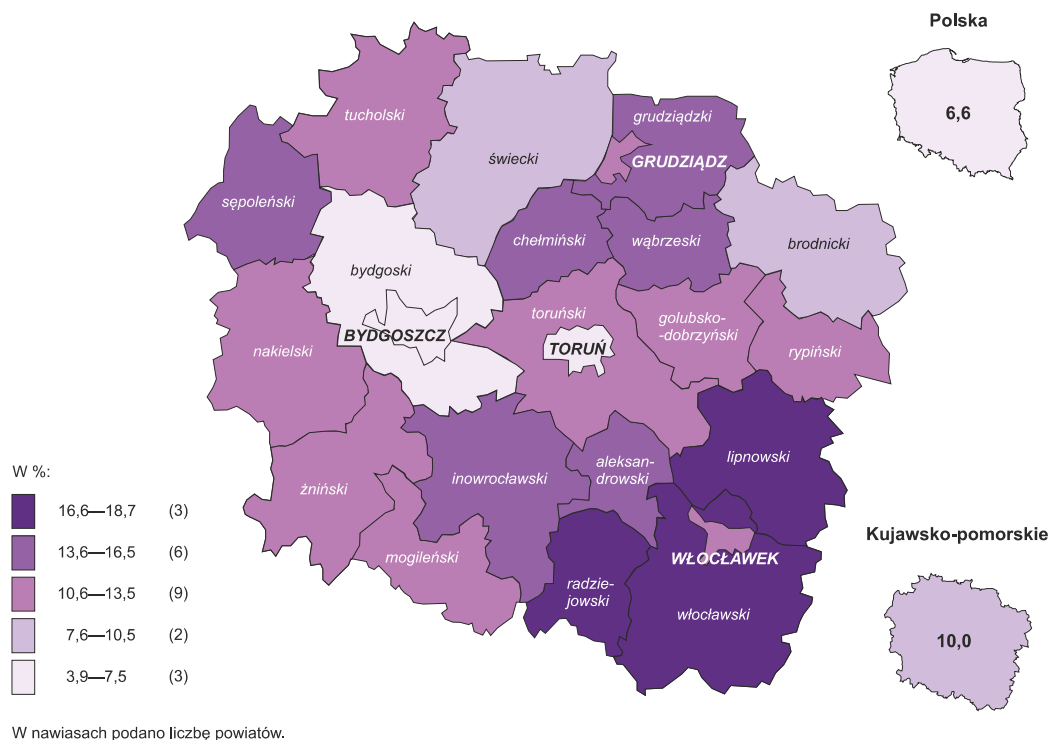 Polska
6,6
tucholski
grudziądzki
świecki
GRUDZIĄDZ
sępoleński
chełmiński
wąbrzeski
brodnicki
bydgoski
toruński
golubsko-
-dobrzyński
BYDGOSZCZ
TORUŃ
nakielski
rypiński
lipnowski
aleksan-
drowski
inowrocławski
żniński
mogileński
WŁOCŁAWEK
radzie-
jowski
włocławski
W %:
16,6—18,7 (3)
13,6—16,5 (6)
10,6—13,5 (9)
7,6—10,5 (2)
3,9—7,5 (3)
Kujawsko-pomorskie
10,0
W nawiasach podano liczbę powiatów.